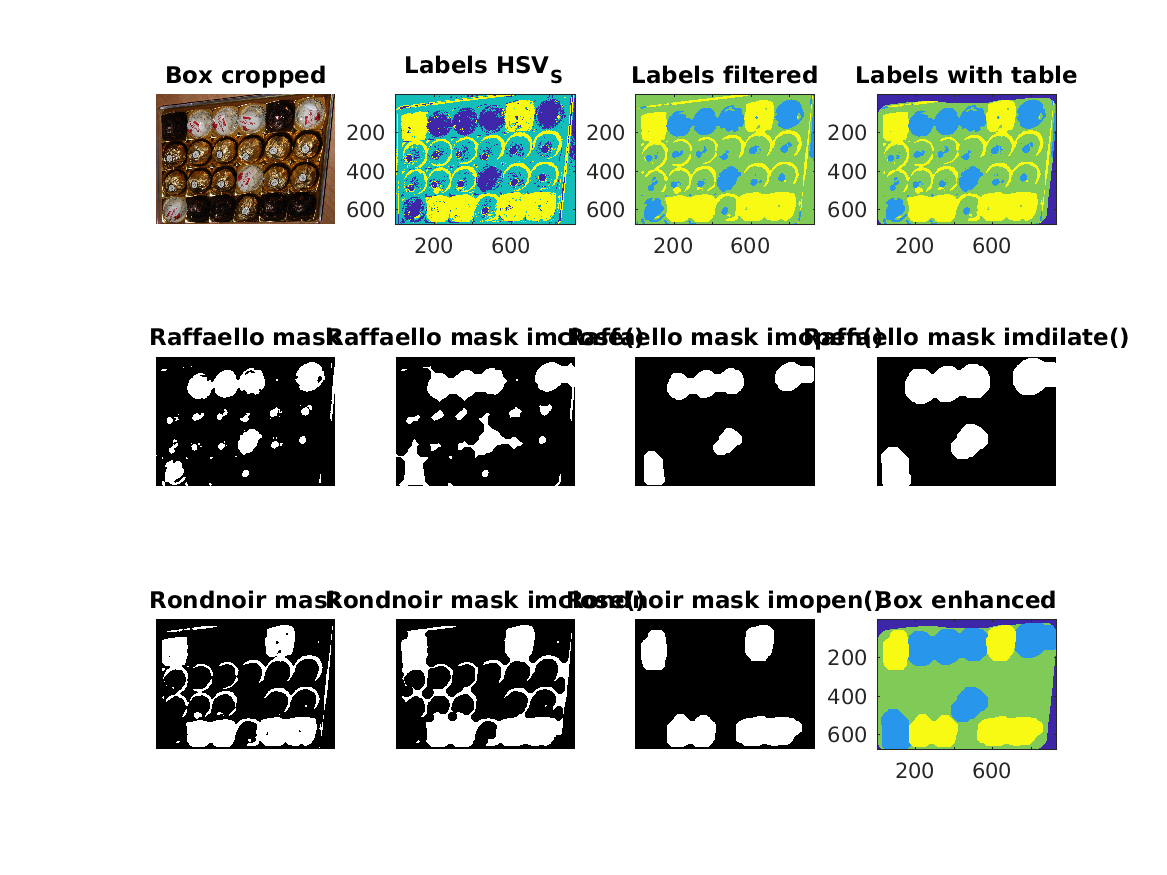 Box cropped
Labels HSV_S
Labels filtered
Labels with table
200
400
600
200 600
200
400
600
200 600
200
400
600
200 600
Raffaello mask
Raffaello mask imclose()
Raffaello mask imopen()
Raffaello mask imdilate()
Rondnoir mask
Rondnoir mask imclose()
Rondnoir mask imopen()
Box enhanced
200
400
600
200 600